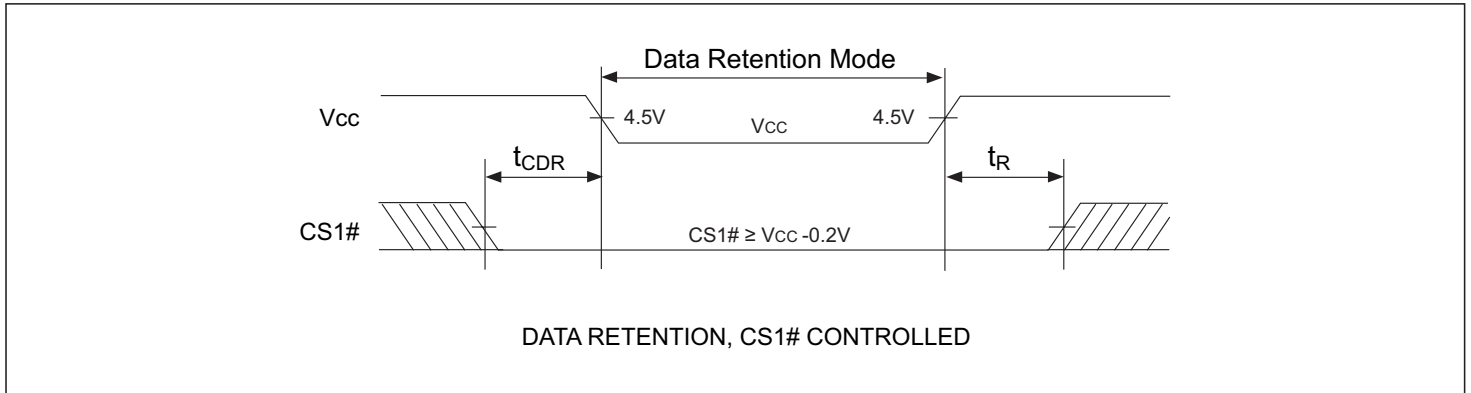 Data Retention Mode
Vcc
4.5V
Vcc
4.5V
tCDR
tR
CS1#
CS1# ≥ Vcc -0.2V
DATA RETENTION, CS1# CONTROLLED